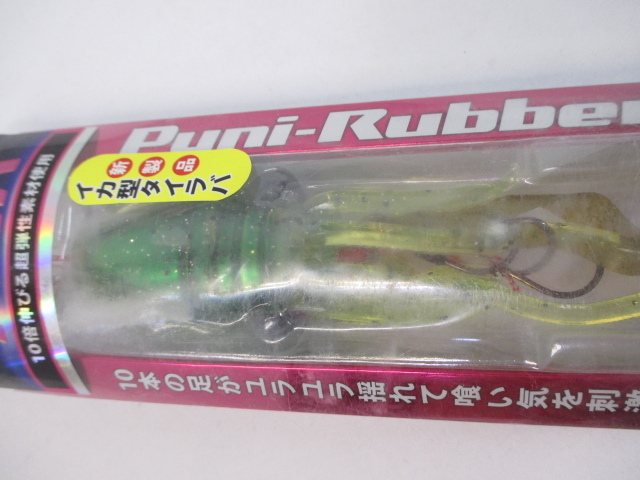 Puni-Rubber
新製品
イカ型タイラバ
10倍伸びる超弾性素材使用
10本の足がユラユラ揺れて喰い気を刺激